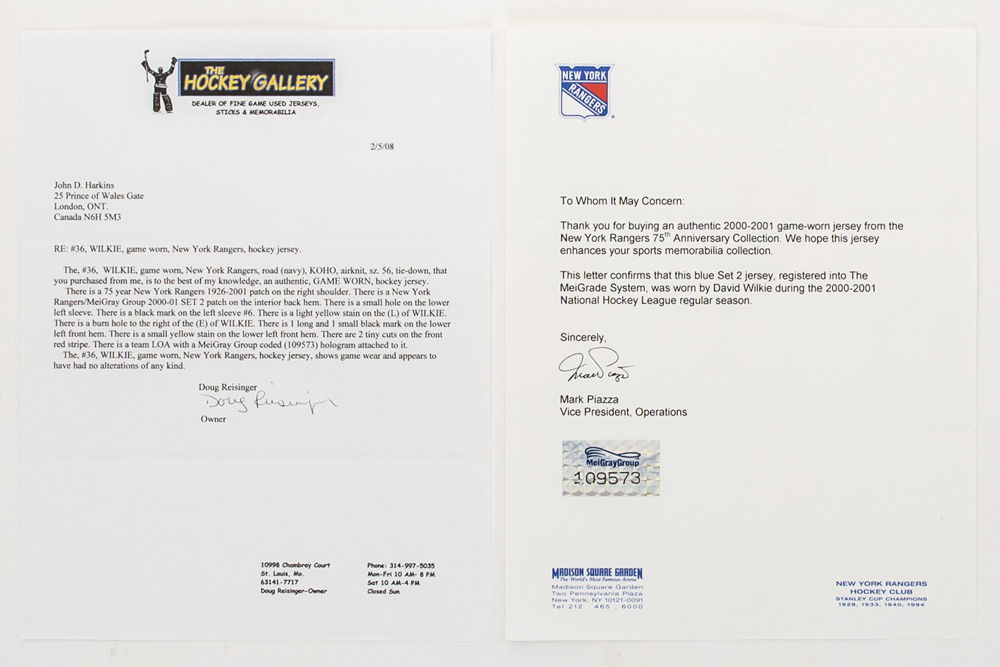 THE
HOCKEY GALLERY
DEALER OF FINE GAME USED JERSEYS,
STICKS & MEMORABILIA
2/5/08
John D. Harkins
25 Prince of Wales Gate
London, ONT.
Canada N6H 5M3
RE: #36, WILKIE, game worn, New York Rangers, hockey jersey.
The, #36, WILKIE, game worn, New York Rangers, road (navy), KOHO, airknit, sz. 56, tie-down, that
you purchased from me, is to the best of my knowledge, an authentic, GAME WORN, hockey jersey.
There is a 75 year New York Rangers 1926-2001 patch on the right shoulder. There is a New York
Rangers/MeiGray Group 2000-01 SET 2 patch on the interior back hem. There is a small hole on the lower
left sleeve. There is a black mark on the left sleeve #6. There is a light yellow stain on the (L) of WILKIE.
There is a burn hole to the right of the (E) of WILKIE. There is 1 long and 1 small black mark on the lower
left front hem. There is a small yellow stain on the lower left front hem. There are 2 tiny cuts on the front
red stripe. There is a team LOA with a MeiGray Group coded (109573) hologram attached to it.
The, #36, WILKIE, game worn, New York Rangers, hockey jersey, shows game wear and appears to
have had no alterations of any kind.
Doug Reisinger
Doug Reisinger
Owner
10998 Chambray Court
St. Louis, Mo.
63141-7717
Doug Reisinger-Owner
Phone: 314-997-5035
Mon-Fri 10 AM- 8 PM
Sat 10 AM-4 PM
Closed Sun
NEW YORK
RANGERS
To Whom It May Concern:
Thank you for buying an authentic 2000-2001 game-worn jersey from the
New York Rangers 75th Anniversary Collection. We hope this jersey
enhances your sports memorabilia collection.
This letter confirms that this blue Set 2 jersey, registered into The
MeiGrade System, was worn by David Wilkie during the 2000-2001
National Hockey League regular season.
Sincerely,
Mark Piazza
Mark Piazza
Vice President, Operations
MeiGrayGroup
109573
MADISON SQUARE GARDEN
The World's Most Famous Arena
Madison Square Garden
Two Pennsylvania Plaza
New York, NY 10121-0091
Tel 212 . 465 . 6000
NEW YORK RANGERS
HOCKEY CLUB
STANLEY CUP CHAMPIONS
1928, 1933, 1940, 1994